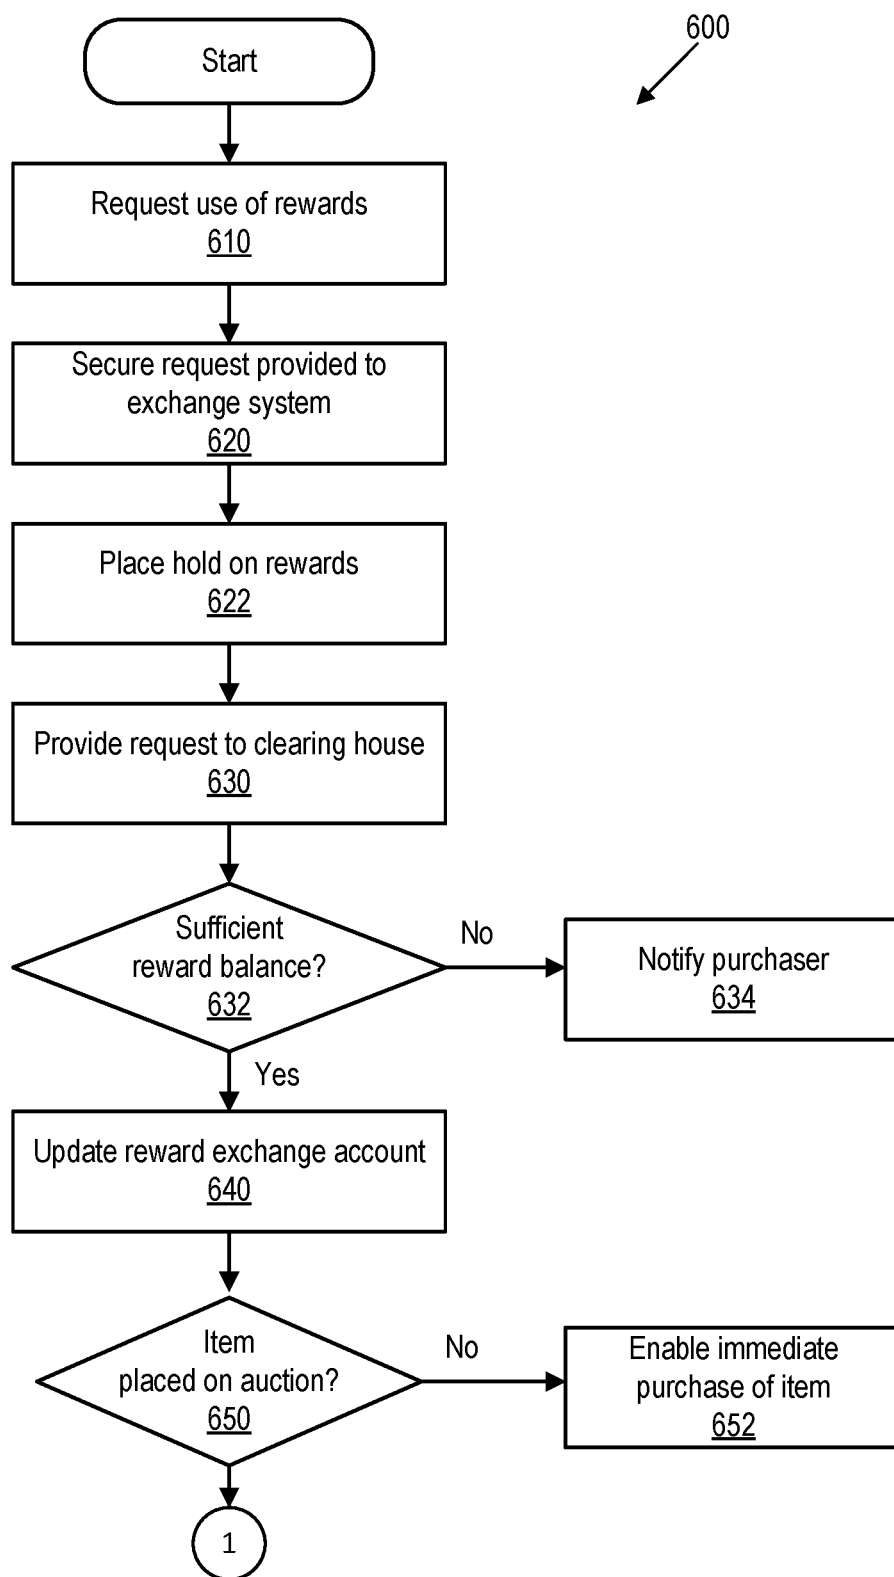 Start
600
Request use of rewards
610
Secure request provided to
exchange system
620
Place hold on rewards
622
Provide request to clearing house
630
Sufficient
reward balance?
632
No
Notify purchaser
634
Yes
Update reward exchange account
640
Item
placed on auction?
650
No
Enable immediate
purchase of item
652
1